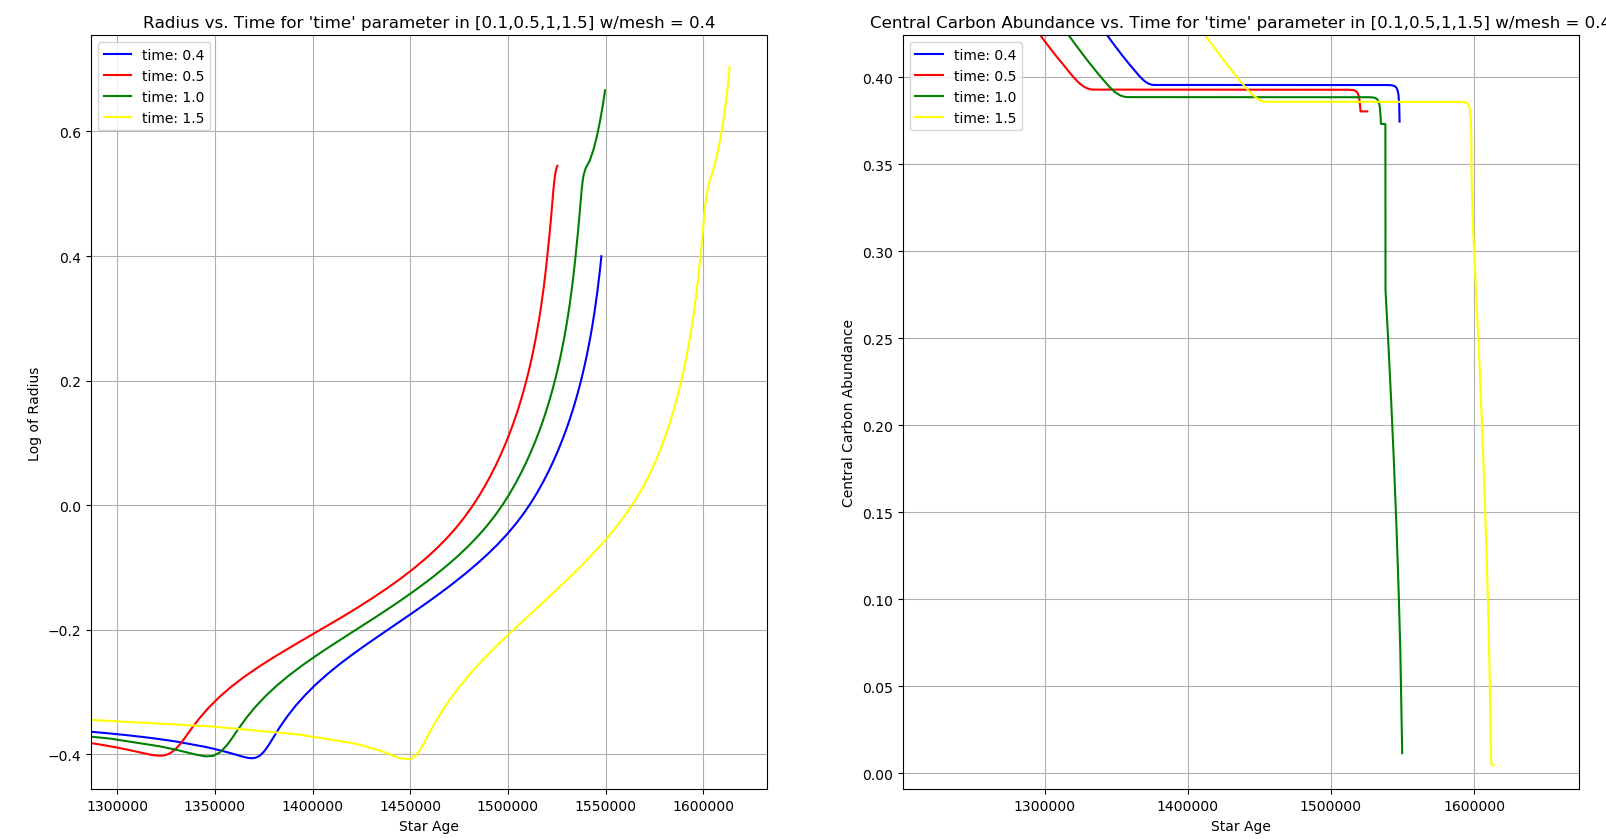 Radius vs. Time for 'time' parameter in [0.1,0.5,1,1.5] w/mesh = 0.4
time: 0.4
time: 0.5
time: 1.0
time: 1.5
0.6
0.4
0.2
0.0
−0.2
−0.4
Log of Radius
1300000 1350000 1400000 1450000 1500000 1550000 1600000
Star Age
Central Carbon Abundance vs. Time for 'time' parameter in [0.1,0.5,1,1.5] w/mesh = 0.4
time: 0.4
time: 0.5
time: 1.0
time: 1.5
0.40
0.35
0.30
0.25
0.20
0.15
0.10
0.05
0.00
Central Carbon Abundance
1300000 1400000 1500000 1600000
Star Age